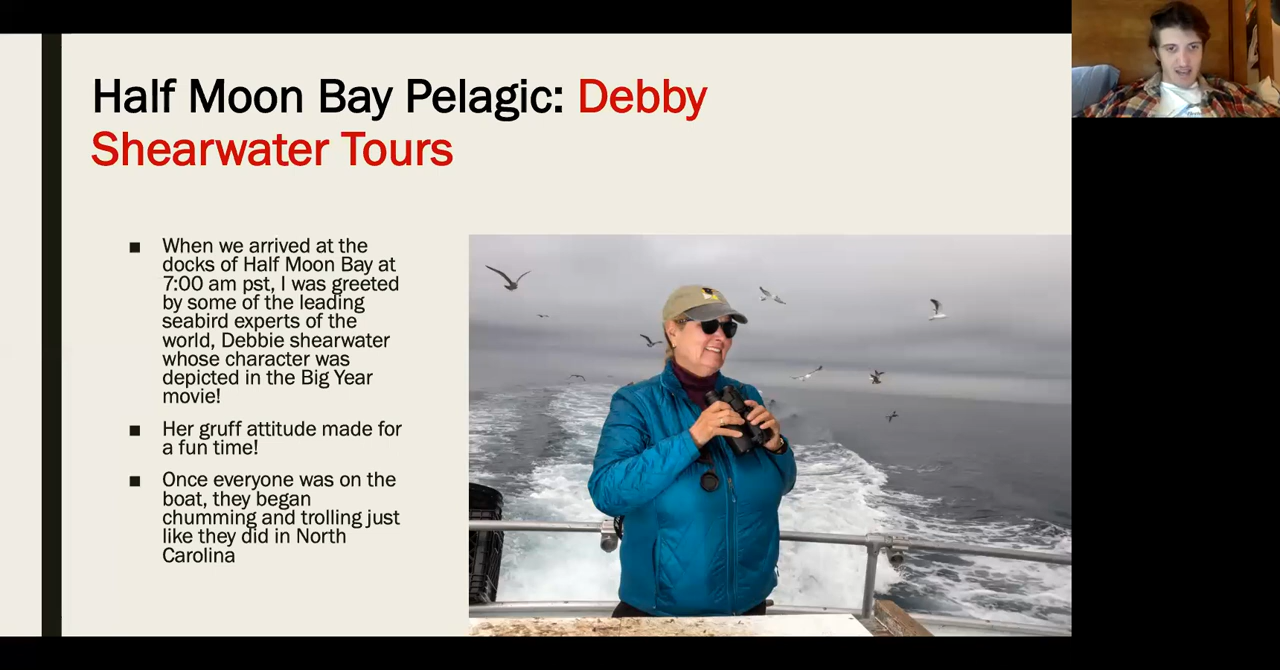 Half Moon Bay Pelagic: Debby
Shearwater Tours
■ When we arrived at the
docks of Half Moon Bay at
7:00 am pst, I was greeted
by some of the leading
seabird experts of the
world, Debbie shearwater
whose character was
depicted in the Big Year
movie!
■ Her gruff attitude made for
a fun time!
■ Once everyone was on the
boat, they began
chumming and trolling just
like they did in North
Carolina